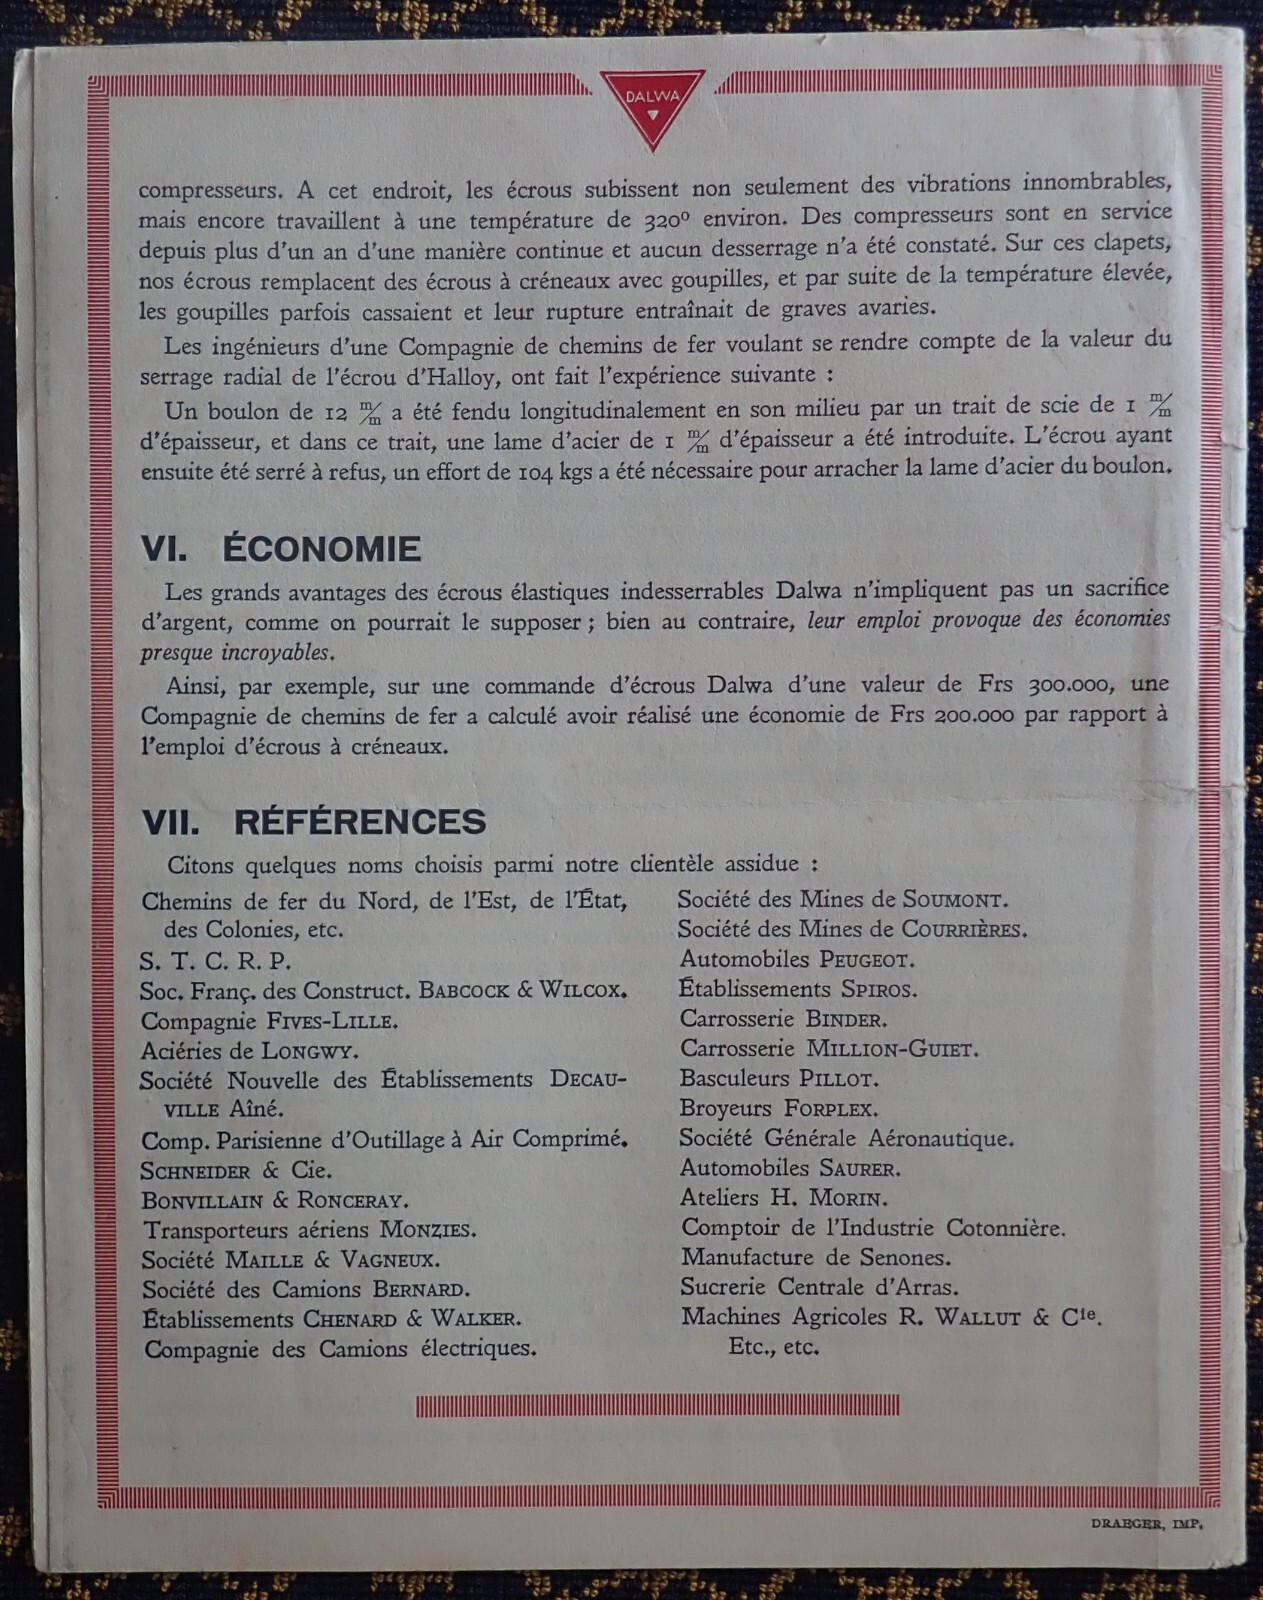 DALWA
compresseurs. A cet endroit, les écrous subissent non seulement des vibrations innombrables,
mais encore travaillent à une température de 320° environ. Des compresseurs sont en service
depuis plus d'un an d'une manière continue et aucun desserrage n'a été constaté. Sur ces clapets,
nos écrous remplacent des écrous à créneaux avec goupilles, et par suite de la température élevée,
les goupilles parfois cassaient et leur rupture entraînait de graves avaries.
Les ingénieurs d'une Compagnie de chemins de fer voulant se rendre compte de la valeur du
serrage radial de l'écrou d'Halloy, ont fait l'expérience suivante :
Un boulon de 12 m/m a été fendu longitudinalement en son milieu par un trait de scie de 1 m/m
d'épaisseur, et dans ce trait, une lame d'acier de 1 m/m d'épaisseur a été introduite. L'écrou ayant
ensuite été serré à refus, un effort de 104 kgs a été nécessaire pour arracher la lame d'acier du boulon.
VI. ÉCONOMIE
Les grands avantages des écrous élastiques indesserrables Dalwa n'impliquent pas un sacrifice
d'argent, comme on pourrait le supposer ; bien au contraire, leur emploi provoque des économies
presque incroyables.
Ainsi, par exemple, sur une commande d'écrous Dalwa d'une valeur de Frs 300.000, une
Compagnie de chemins de fer a calculé avoir réalisé une économie de Frs 200.000 par rapport à
l'emploi d'écrous à créneaux.
VII. RÉFÉRENCES
Citons quelques noms choisis parmi notre clientèle assidue :
Chemins de fer du Nord, de l'Est, de l'État,
des Colonies, etc.
S. T. C. R. P.
Soc. Franç. des Construct. BABCOCK & WILCOX.
Compagnie FIVES-LILLE.
Aciéries de LONGWY.
Société Nouvelle des Établissements DECAU-
VILLE Aîné.
Comp. Parisienne d'Outillage à Air Comprimé.
SCHNEIDER & Cie.
BONVILLAIN & RONCERAY.
Transporteurs aériens MONZIES.
Société MAILLE & VAGNEUX.
Société des Camions BERNARD.
Établissements CHENARD & WALKER.
Compagnie des Camions électriques.
Société des Mines de SOUMONT.
Société des Mines de COURRIÈRES.
Automobiles PEUGEOT.
Établissements SPIROS.
Carrosserie BINDER.
Carrosserie MILLION-GUIET.
Basculeurs PILLOT.
Broyeurs FORPLEX.
Société Générale Aéronautique.
Automobiles SAURER.
Ateliers H. MORIN.
Comptoir de l'Industrie Cotonnière.
Manufacture de Senones.
Sucrerie Centrale d'Arras.
Machines Agricoles R. WALLUT & Cie.
Etc., etc.
DRAEGER, IMP.